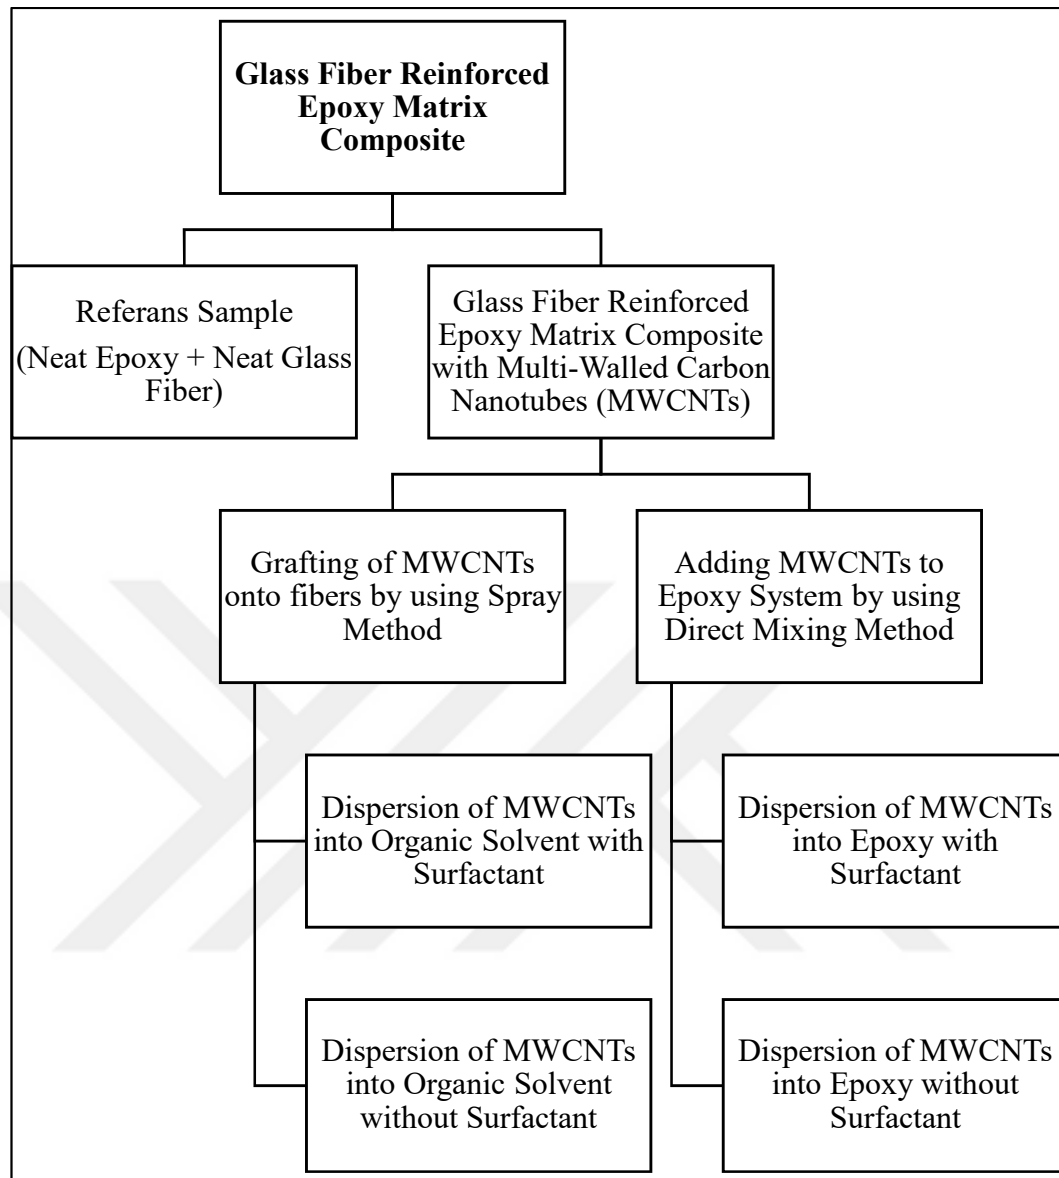 Glass Fiber Reinforced
Epoxy Matrix
Composite
Referans Sample
(Neat Epoxy + Neat Glass
Fiber)
Glass Fiber Reinforced
Epoxy Matrix Composite
with Multi-Walled Carbon
Nanotubes (MWCNTs)
Grafting of MWCNTs
onto fibers by using Spray
Method
Adding MWCNTs to
Epoxy System by using
Direct Mixing Method
Dispersion of MWCNTs
into Organic Solvent with
Surfactant
Dispersion of MWCNTs
into Epoxy with
Surfactant
Dispersion of MWCNTs
into Organic Solvent
without Surfactant
Dispersion of MWCNTs
into Epoxy without
Surfactant